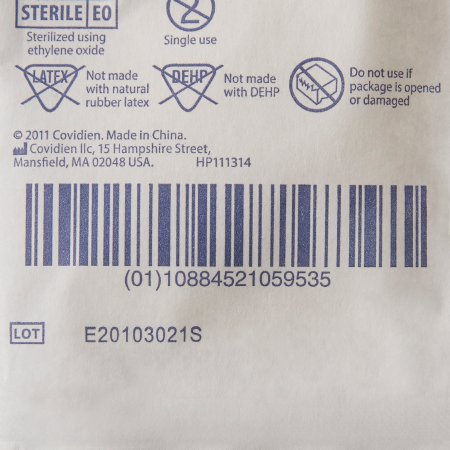 STERILE EO
Sterilized using
ethylene oxide
2
Single use
LATEX
Not made
with natural
rubber latex
DEHP
Not made
with DEHP
Do not use if
package is opened
or damaged
© 2011 Covidien. Made in China.
Covidien llc, 15 Hampshire Street,
Mansfield, MA 02048 USA. HP111314
(01)10884521059535
LOT E20103021S